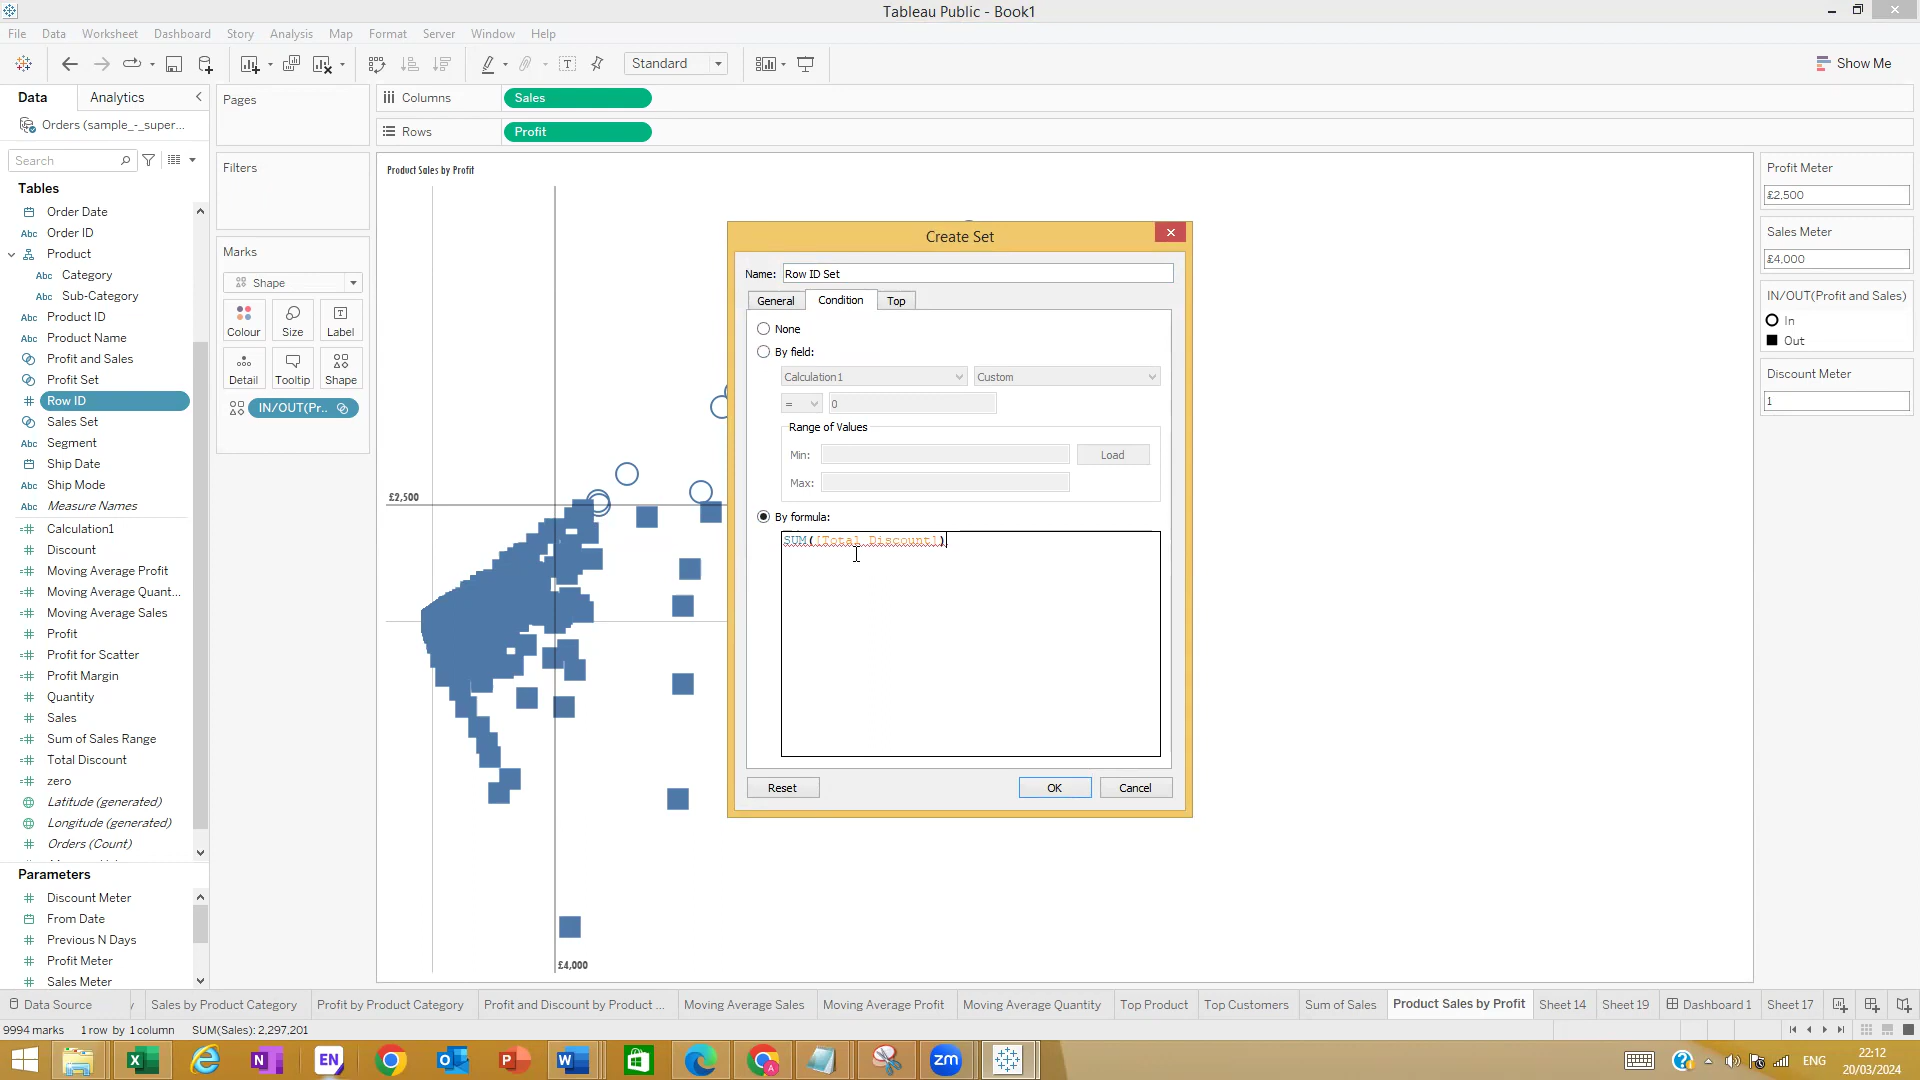 Tableau Public - Book1
File Data Worksheet Dashboard Story Analysis Map Format Server Window Help
Standard
Show Me
Data
Analytics
Orders (sample_-_super...
Search
Tables
Order Date
Order ID
Product
Category
Sub-Category
Product ID
Product Name
Profit and Sales
Profit Set
Row ID
Sales Set
Segment
Ship Date
Ship Mode
Measure Names
Calculation1
Discount
Moving Average Profit
Moving Average Quant...
Moving Average Sales
Profit
Profit for Scatter
Profit Margin
Quantity
Sales
Sum of Sales Range
Total Discount
zero
Latitude (generated)
Longitude (generated)
Orders (Count)
Parameters
Discount Meter
From Date
Previous N Days
Profit Meter
Sales Meter
Pages
Filters
Marks
Shape
Colour
Size
Label
Detail
Tooltip
Shape
IN/OUT(Pr..
Columns
Sales
Rows
Profit
Product Sales by Profit
£2,500
£4,000
Create Set
Name: Row ID Set
General
Condition
Top
None
By field:
Calculation1
Custom
= 0
Range of Values
Min:
Load
Max:
By formula:
SUM([Total Discount])
Reset
OK
Cancel
Profit Meter
£2,500
Sales Meter
£4,000
IN/OUT(Profit and Sales)
In
Out
Discount Meter
1
Data Source
Sales by Product Category
Profit by Product Category
Profit and Discount by Product ...
Moving Average Sales
Moving Average Profit
Moving Average Quantity
Top Product
Top Customers
Sum of Sales
Product Sales by Profit
Sheet 14
Sheet 19
Dashboard 1
Sheet 17
9994 marks
1 row by 1 column
SUM(Sales): 2,297,201
EN
zm
ENG
22:12
20/03/2024